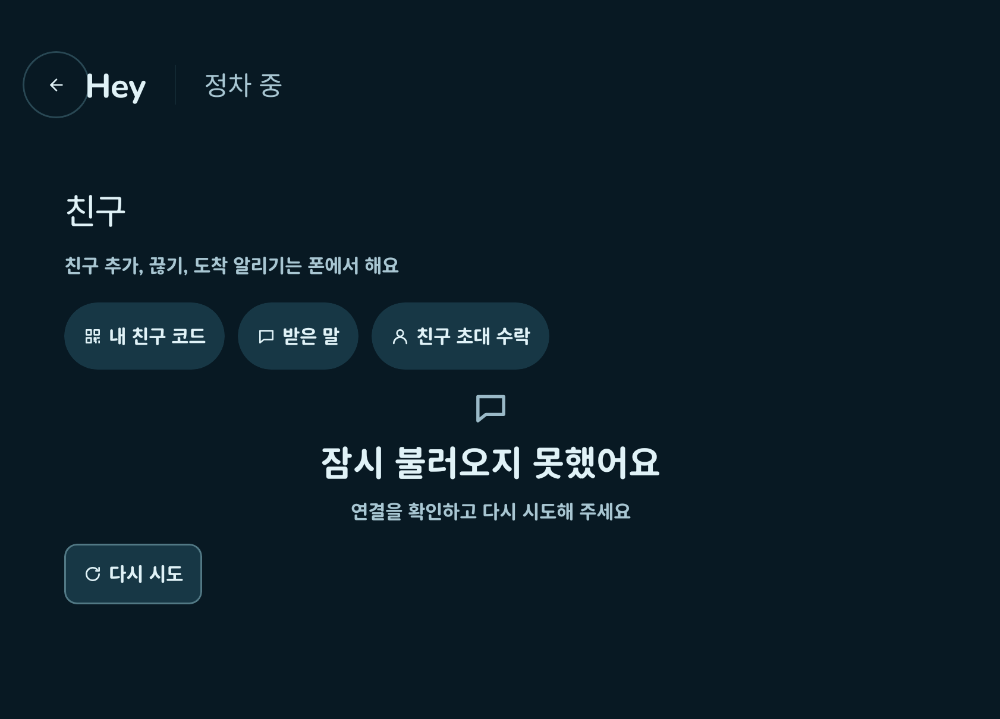 Hey
정차 중
친구
친구 추가, 끊기, 도착 알리기는 폰에서 해요
내 친구 코드
받은 말
친구 초대 수락
잠시 불러오지 못했어요
연결을 확인하고 다시 시도해 주세요
다시 시도